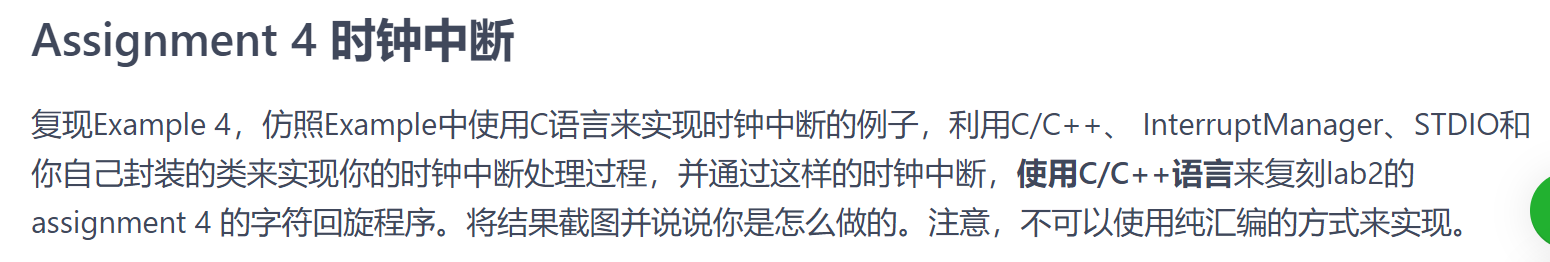 Assignment 4 时钟中断
复现Example 4，仿照Example中使用C语言来实现时钟中断的例子，利用C/C++、 InterruptManager、STDIO和
你自己封装的类来实现你的时钟中断处理过程，并通过这样的时钟中断，使用C/C++语言来复刻lab2的
assignment 4 的字符回旋程序。将结果截图并说说你是怎么做的。注意，不可以使用纯汇编的方式来实现。